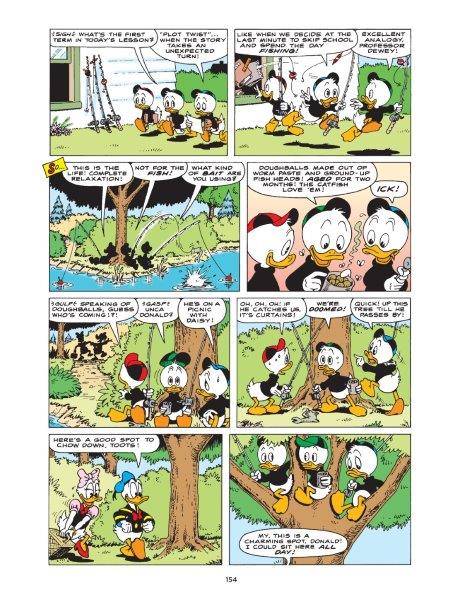 (SIGH!) WHAT'S THE FIRST
TERM IN TODAY'S LESSON?
"PLOT TWIST"...
WHEN THE STORY
TAKES AN
UNEXPECTED
TURN!
LIKE WHEN WE DECIDE AT THE
LAST MINUTE TO SKIP SCHOOL
AND SPEND THE DAY
FISHING!
EXCELLENT
ANALOGY,
PROFESSOR
DEWEY!
SO...
THIS IS THE
LIFE! COMPLETE
RELAXATION!
NOT FOR THE
FISH!
WHAT KIND
OF BAIT ARE
YOU USING?
DOUGHBALLS MADE OUT OF
WORM PASTE AND GROUND-UP
FISH HEADS! AGED FOR TWO
MONTHS! THE CATFISH
LOVE 'EM!
ICK!
(GULP!) SPEAKING OF
DOUGHBALLS, GUESS
WHO'S COMING!?
(GASP!)
UNCA
DONALD!
HE'S ON A
PICNIC
WITH
DAISY!
OH, OH, OH! IF
HE CATCHES US,
IT'S CURTAINS!
WE'RE
DOOMED!
QUICK! UP THIS
TREE TILL HE
PASSES BY!
HERE'S A GOOD SPOT TO
CHOW DOWN, TOOTS!
MY, THIS IS A
CHARMING SPOT, DONALD!
I COULD SIT HERE ALL
DAY!
154